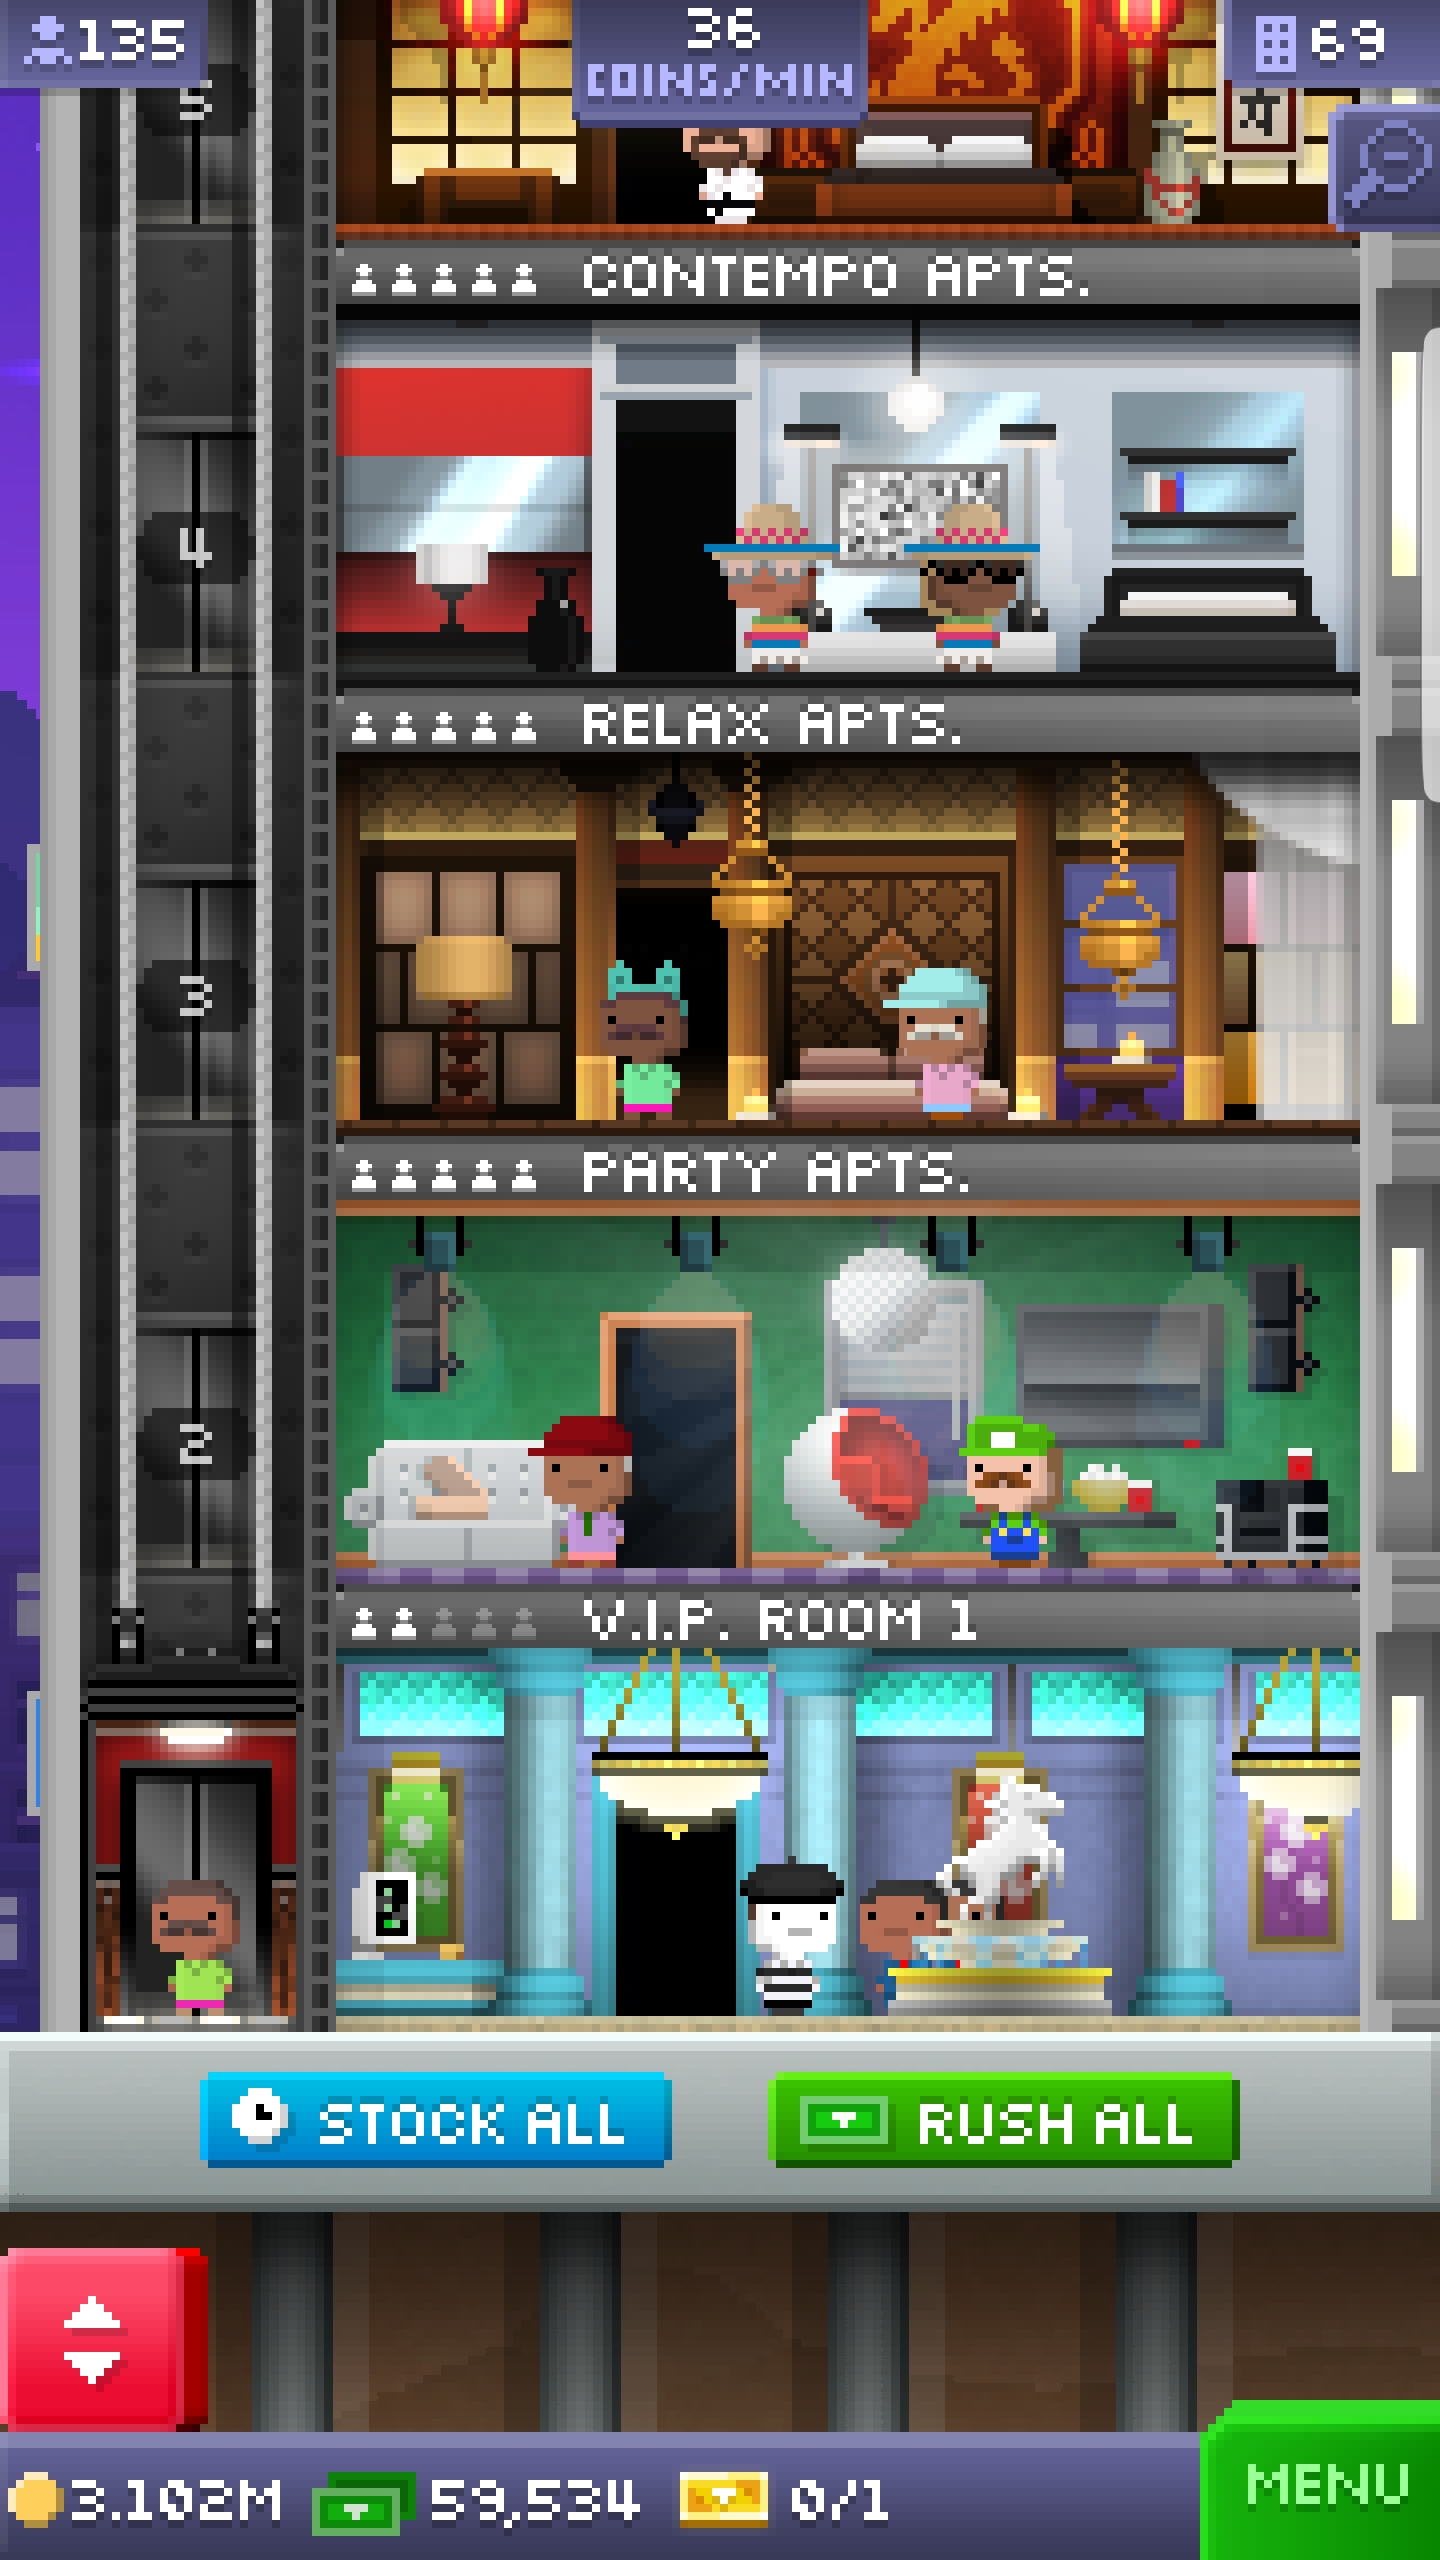 135
36
COINS/MIN
69
5
CONTEMPO APTS.
4
RELAX APTS.
3
PARTY APTS.
2
V.I.P. ROOM 1
STOCK ALL
RUSH ALL
3.102M
59,534
0/1
MENU